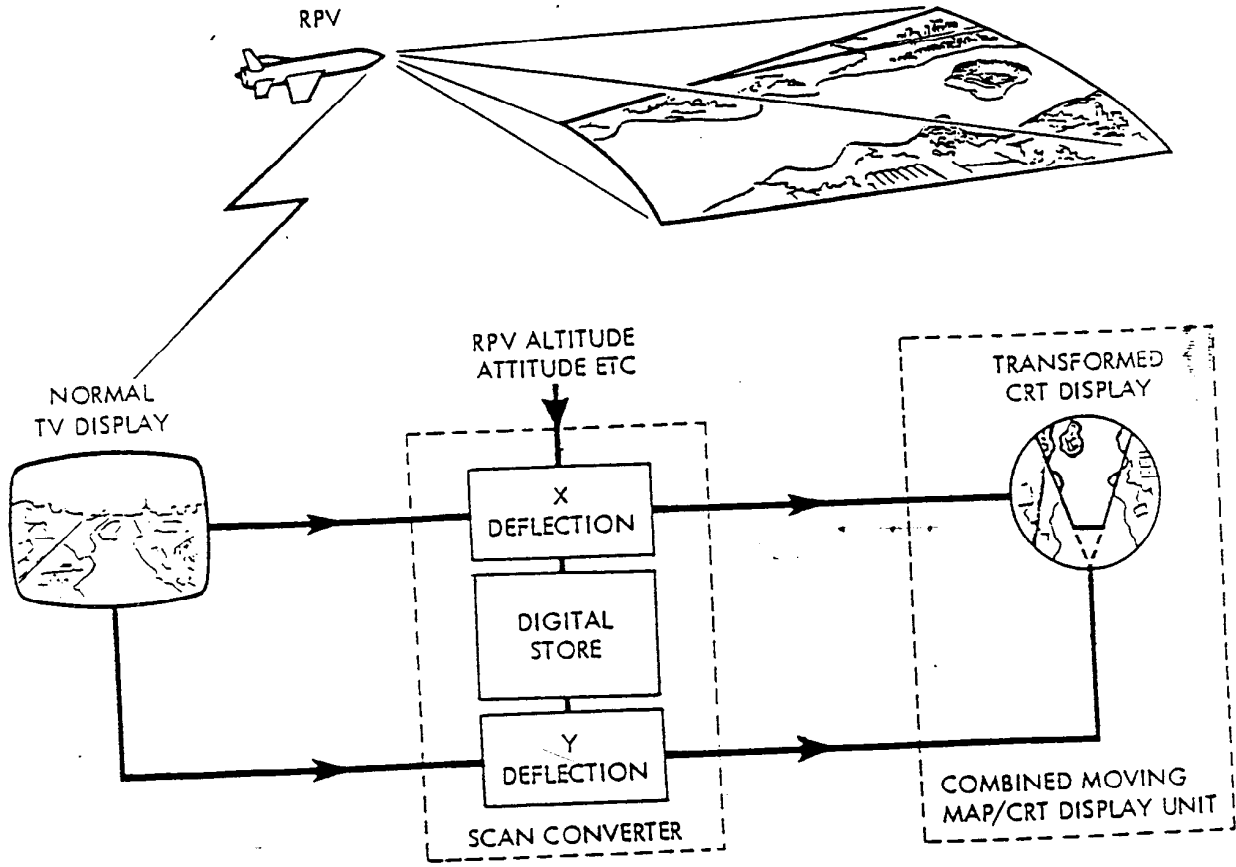 RPV
RPV ALTITUDE
ATTITUDE ETC
NORMAL
TV DISPLAY
TRANSFORMED
CRT DISPLAY
X
DEFLECTION
DIGITAL
STORE
Y
DEFLECTION
SCAN CONVERTER
COMBINED MOVING
MAP/CRT DISPLAY UNIT